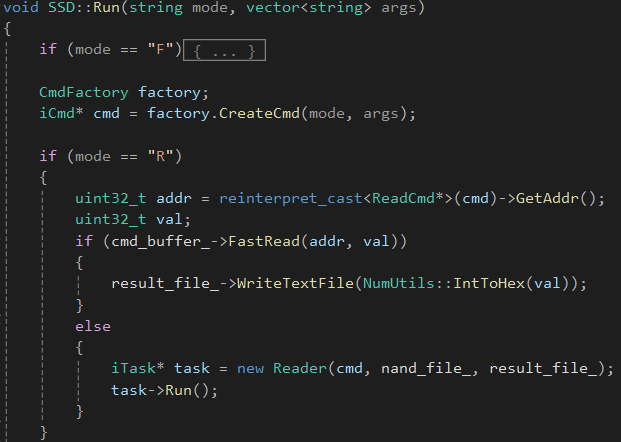 void SSD::Run(string mode, vector<string> args)
{
if (mode == "F"){ ... }
CmdFactory factory;
iCmd* cmd = factory.CreateCmd(mode, args);
if (mode == "R")
{
uint32_t addr = reinterpret_cast<ReadCmd*>(cmd)->GetAddr();
uint32_t val;
if (cmd_buffer_->FastRead(addr, val))
{
result_file_->WriteTextFile(NumUtils::IntToHex(val));
}
else
{
iTask* task = new Reader(cmd, nand_file_, result_file_);
task->Run();
}
}